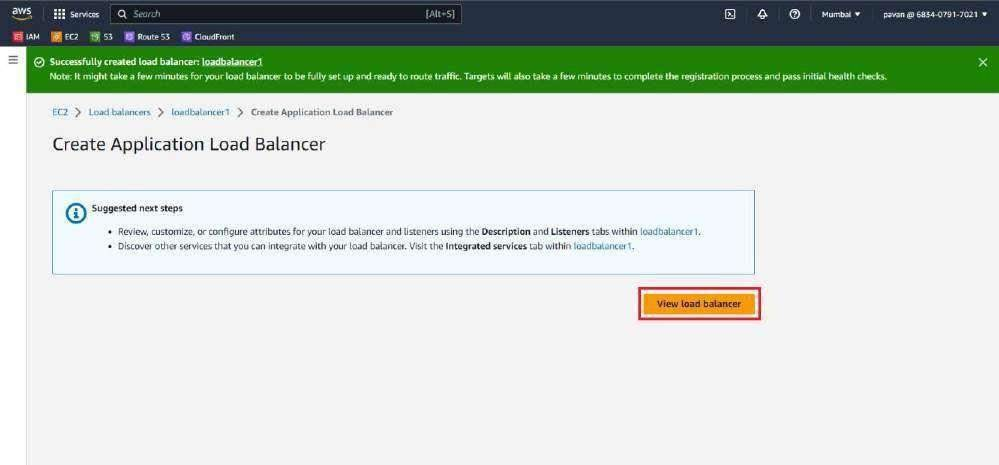 aws Services Search [Alt+S] Mumbai pavan @ 6834-0791-7021
IAM EC2 S3 Route 53 CloudFront
Successfully created load balancer: loadbalancer1
Note: It might take a few minutes for your load balancer to be fully set up and ready to route traffic. Targets will also take a few minutes to complete the registration process and pass initial health checks.
EC2 > Load balancers > loadbalancer1 > Create Application Load Balancer
Create Application Load Balancer
Suggested next steps
• Review, customize, or configure attributes for your load balancer and listeners using the Description and Listeners tabs within loadbalancer1.
• Discover other services that you can integrate with your load balancer. Visit the Integrated services tab within loadbalancer1.
View load balancer